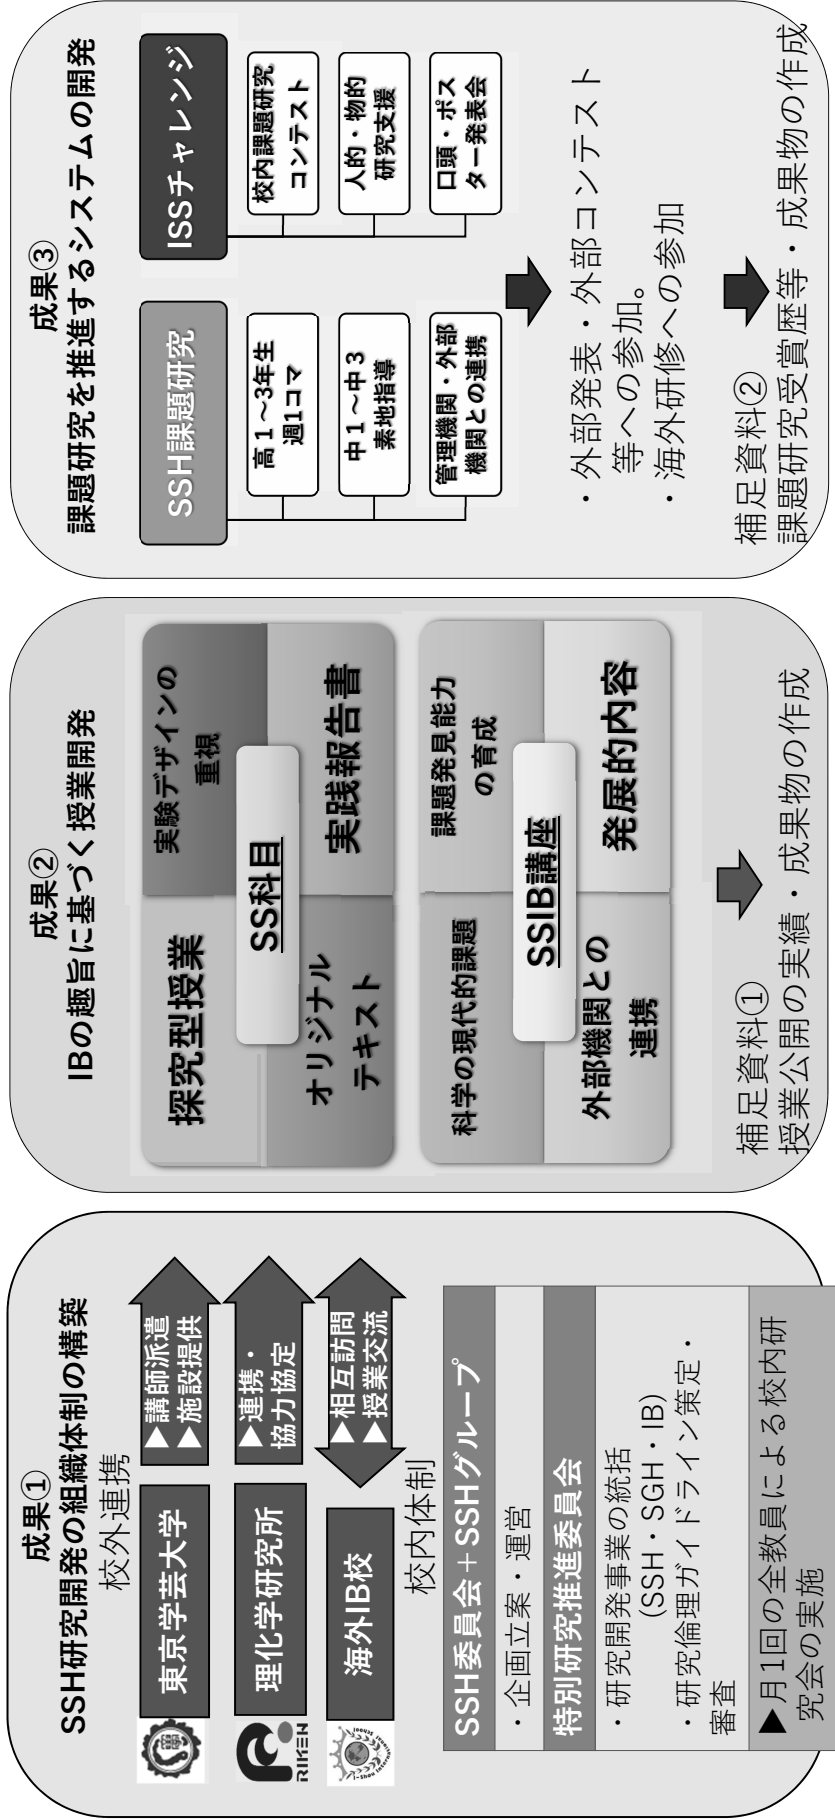 成果①
SSH研究開発の組織体制の構築
校外連携
東京学芸大学
▶講師派遣
▶施設提供
RIKEN
理化学研究所
▶連携・
協力協定
海外IB校
▶相互訪問
▶授業交流
校内体制
SSH委員会+SSHグループ
・企画立案・運営
特別研究推進委員会
・研究開発事業の統括
(SSH・SGH・IB)
・研究倫理ガイドライン策定・
審査
▶月1回の全教員による校内研
究会の実施
成果②
IBの趣旨に基づく授業開発
探究型授業
実験デザインの
重視
SS科目
オリジナル
テキスト
実践報告書
科学の現代的課題
課題発見能力
の育成
SSIB講座
外部機関との
連携
発展的内容
補足資料①
授業公開の実績・成果物の作成
成果③
課題研究を推進するシステムの開発
SSH課題研究
高1~3年生
週1コマ
中1~中3
素地指導
管理機関・外部
機関との連携
ISSチャレンジ
校内課題研究
コンテスト
人的・物的
研究支援
口頭・ポス
ター発表会
・外部発表・外部コンテスト
等への参加。
・海外研修への参加
補足資料②
課題研究受賞歴等・成果物の作成